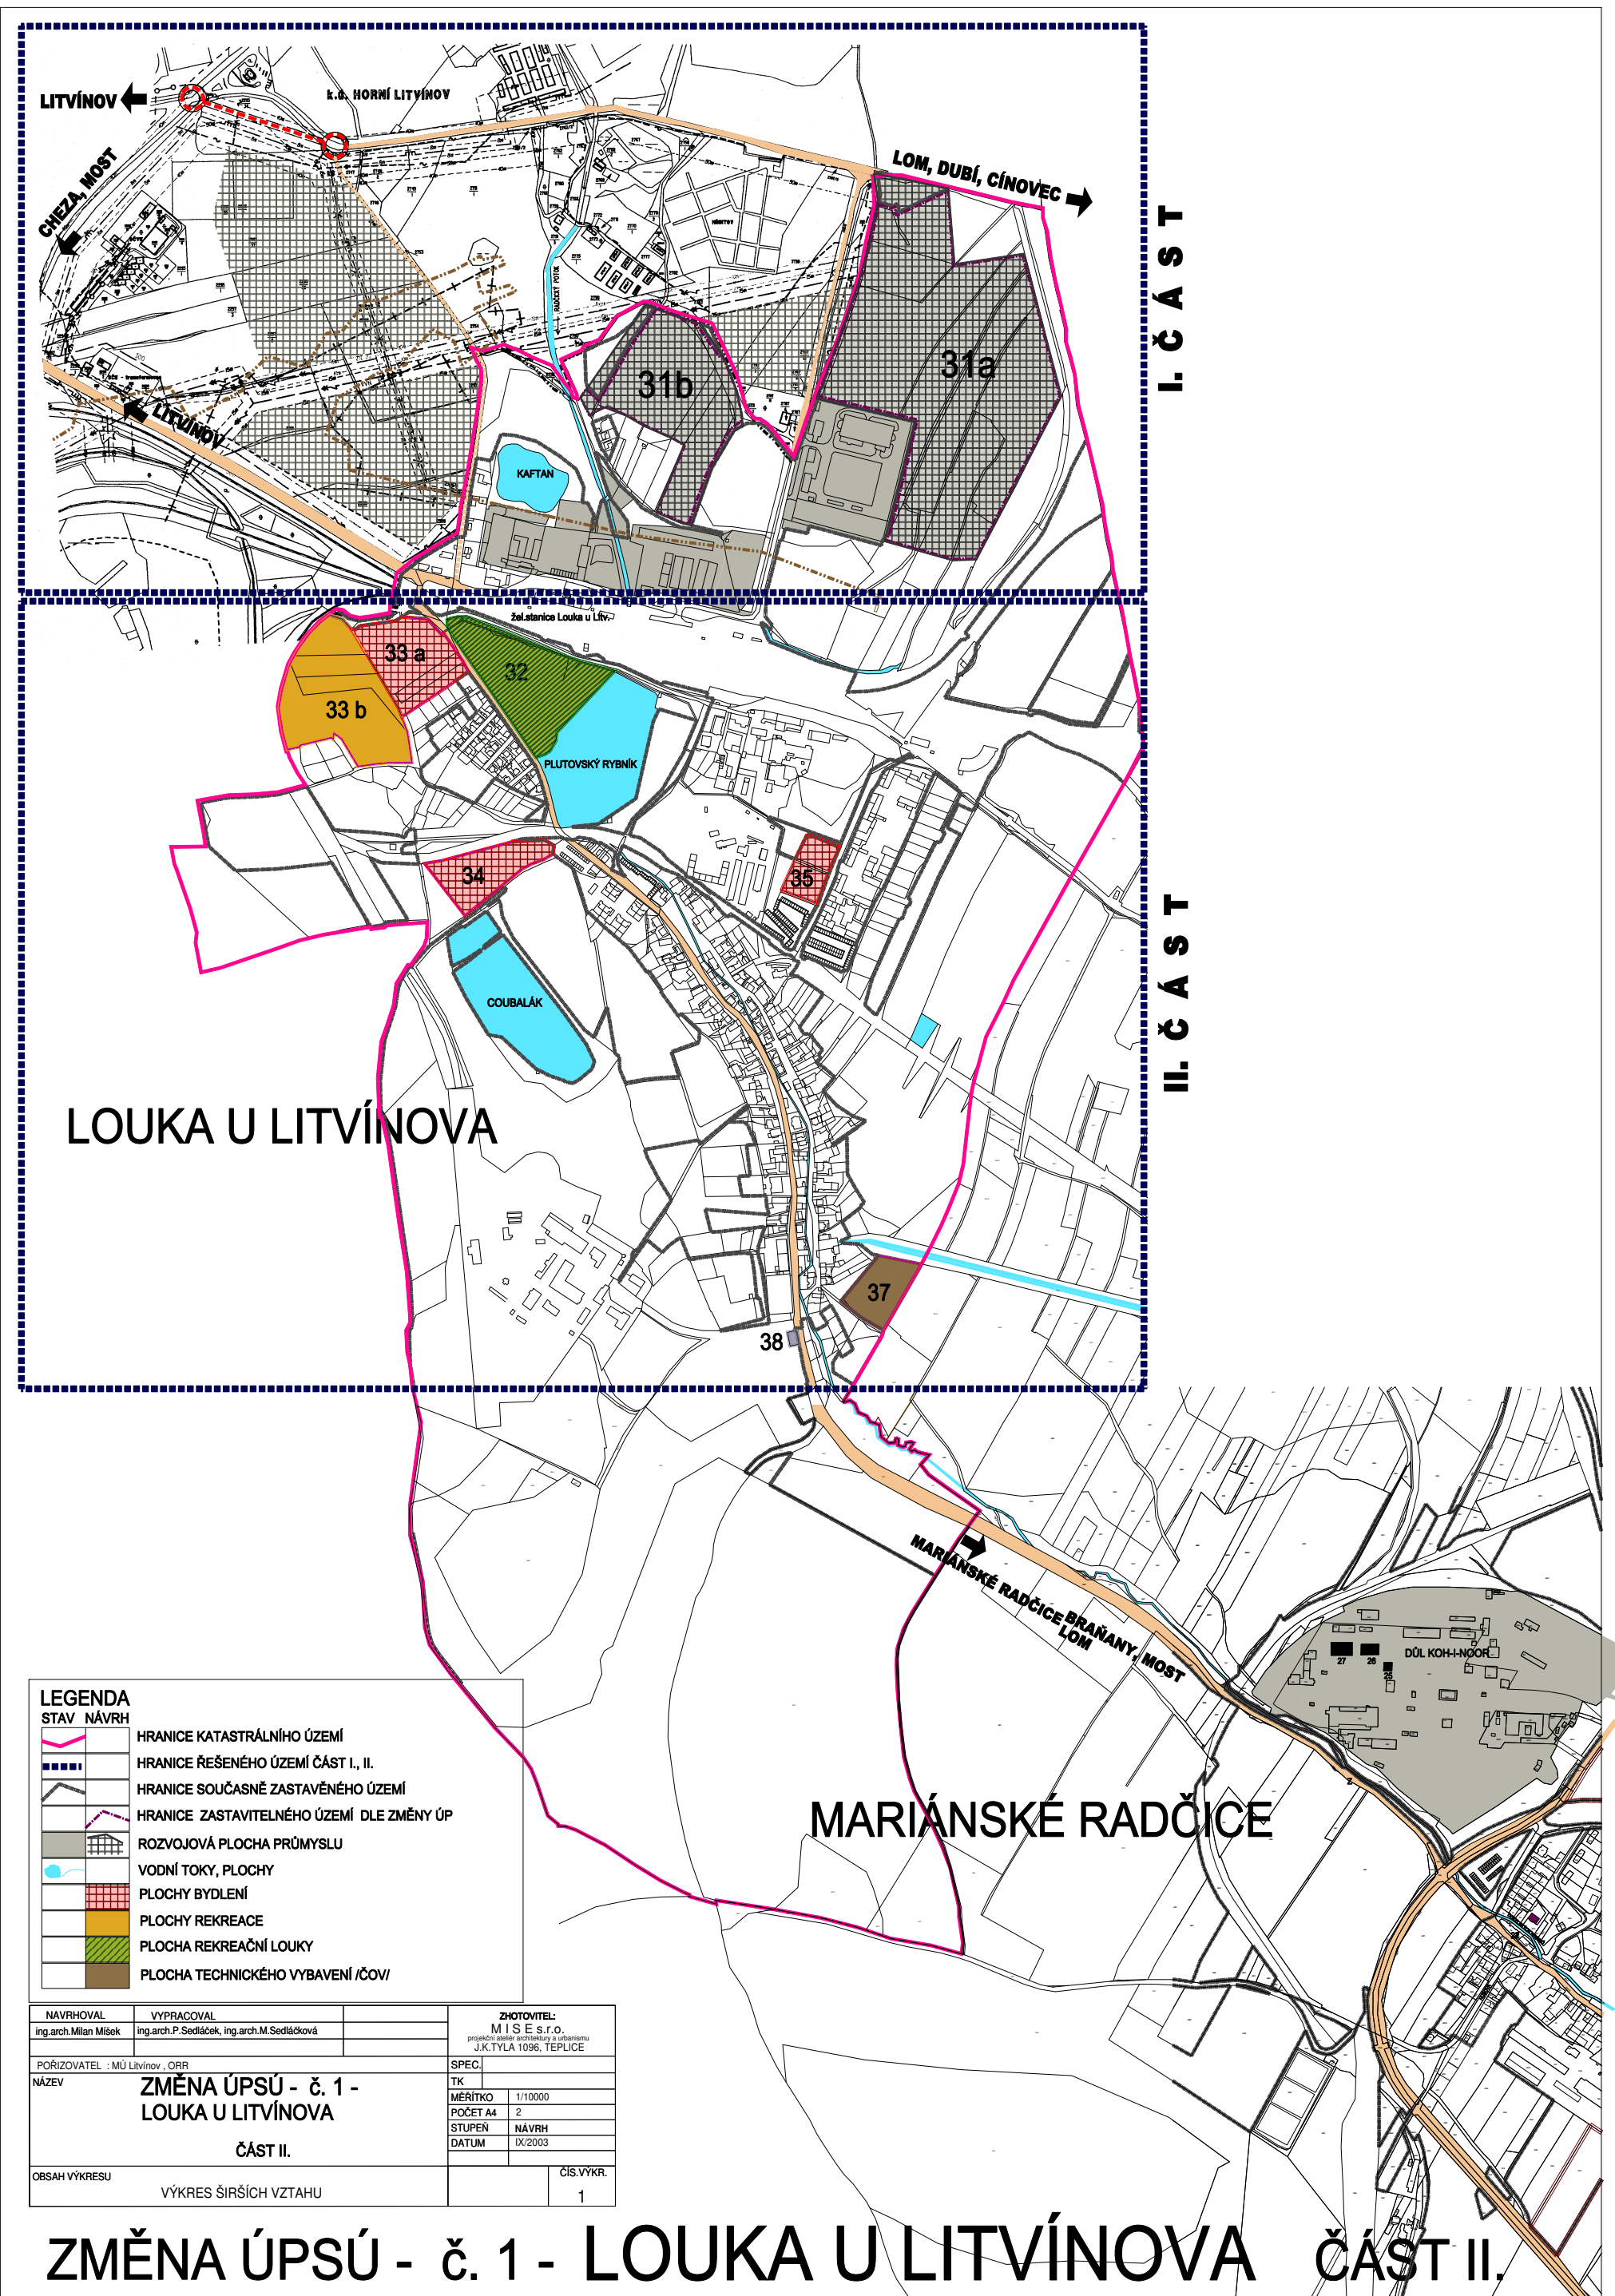 LITVÍNOV
k.ú. HORNÍ LITVÍNOV
CHEZA, MOST
LOM, DUBÍ, CÍNOVEC
I. ČÁST
RADČICKÝ POTOK
31b
31a
LITVÍNOV
KAFTAN
žel.stanice Louka u Litv.
33 a
32
33 b
PLUTOVSKÝ RYBNÍK
34
35
II. ČÁST
COUBALÁK
LOUKA U LITVÍNOVA
37
38
MARIÁNSKÉ RADČICE
BRAŇANY, MOST
LOM
DŮL KOH-I-NOOR
27
26
25
MARIÁNSKÉ RADČICE
LEGENDA
STAV NÁVRH
HRANICE KATASTRÁLNÍHO ÚZEMÍ
HRANICE ŘEŠENÉHO ÚZEMÍ ČÁST I., II.
HRANICE SOUČASNĚ ZASTAVĚNÉHO ÚZEMÍ
HRANICE ZASTAVITELNÉHO ÚZEMÍ DLE ZMĚNY ÚP
ROZVOJOVÁ PLOCHA PRŮMYSLU
VODNÍ TOKY, PLOCHY
PLOCHY BYDLENÍ
PLOCHY REKREACE
PLOCHA REKREAČNÍ LOUKY
PLOCHA TECHNICKÉHO VYBAVENÍ /ČOV/
NAVRHOVAL VYPRACOVAL
ing.arch.Milan Míšek ing.arch.P.Sedláček, ing.arch.M.Sedláčková
ZHOTOVITEL:
M I S E s.r.o.
projekční ateliér architektury a urbanismu
J.K.TYLA 1096, TEPLICE
POŘIZOVATEL : MÚ Litvínov , ORR
SPEC.
NÁZEV
ZMĚNA ÚPSÚ - č. 1 -
LOUKA U LITVÍNOVA
ČÁST II.
TK
MĚŘÍTKO 1/10000
POČET A4 2
STUPEŇ NÁVRH
DATUM IX/2003
OBSAH VÝKRESU
VÝKRES ŠIRŠÍCH VZTAHU
ČÍS.VÝKR.
1
ZMĚNA ÚPSÚ - č. 1 - LOUKA U LITVÍNOVA ČÁST II.